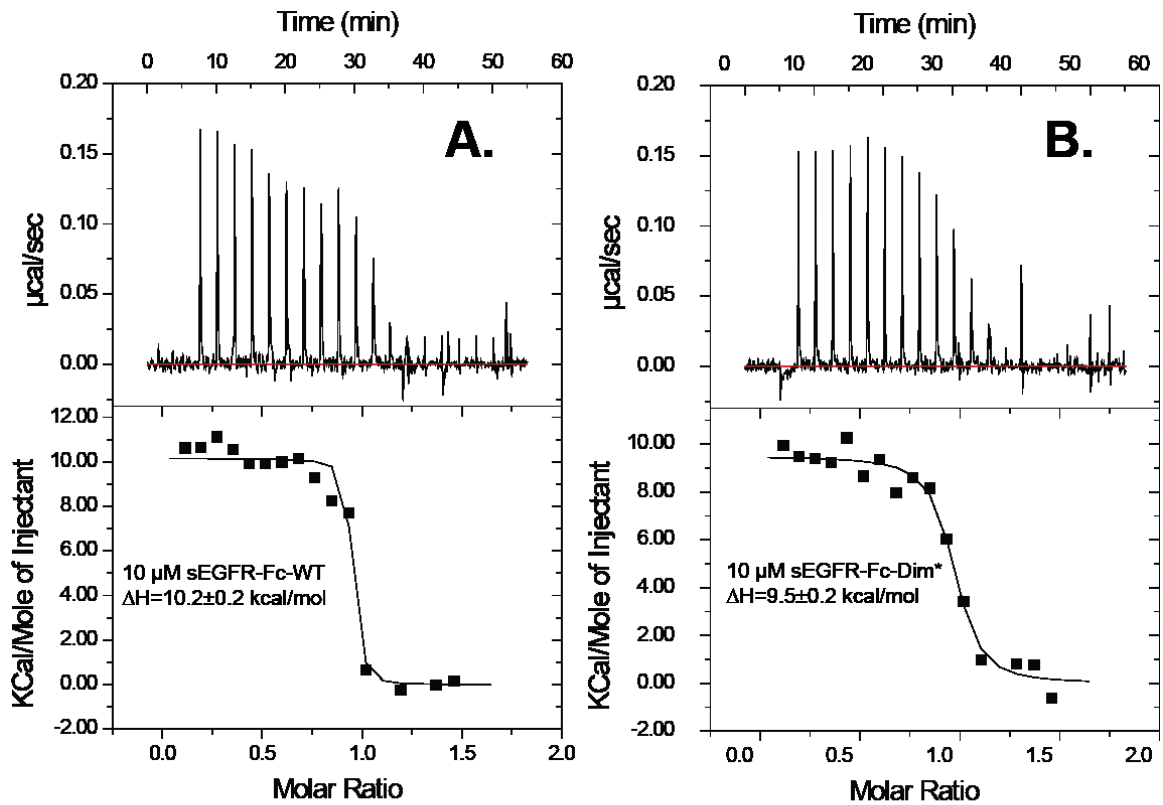 Time (min)
0 10 20 30 40 50 60
A.
0.20
0.15
0.10
0.05
0.00
µcal/sec
12.00
10.00
8.00
6.00
4.00
2.00
0.00
-2.00
KCal/Mole of Injectant
10 µM sEGFR-Fc-WT
ΔH=10.2±0.2 kcal/mol
0.0 0.5 1.0 1.5 2.0
Molar Ratio
Time (min)
0 10 20 30 40 50 60
B.
0.20
0.15
0.10
0.05
0.00
µcal/sec
10.00
8.00
6.00
4.00
2.00
0.00
-2.00
KCal/Mole of Injectant
10 µM sEGFR-Fc-Dim*
ΔH=9.5±0.2 kcal/mol
0.0 0.5 1.0 1.5 2.0
Molar Ratio